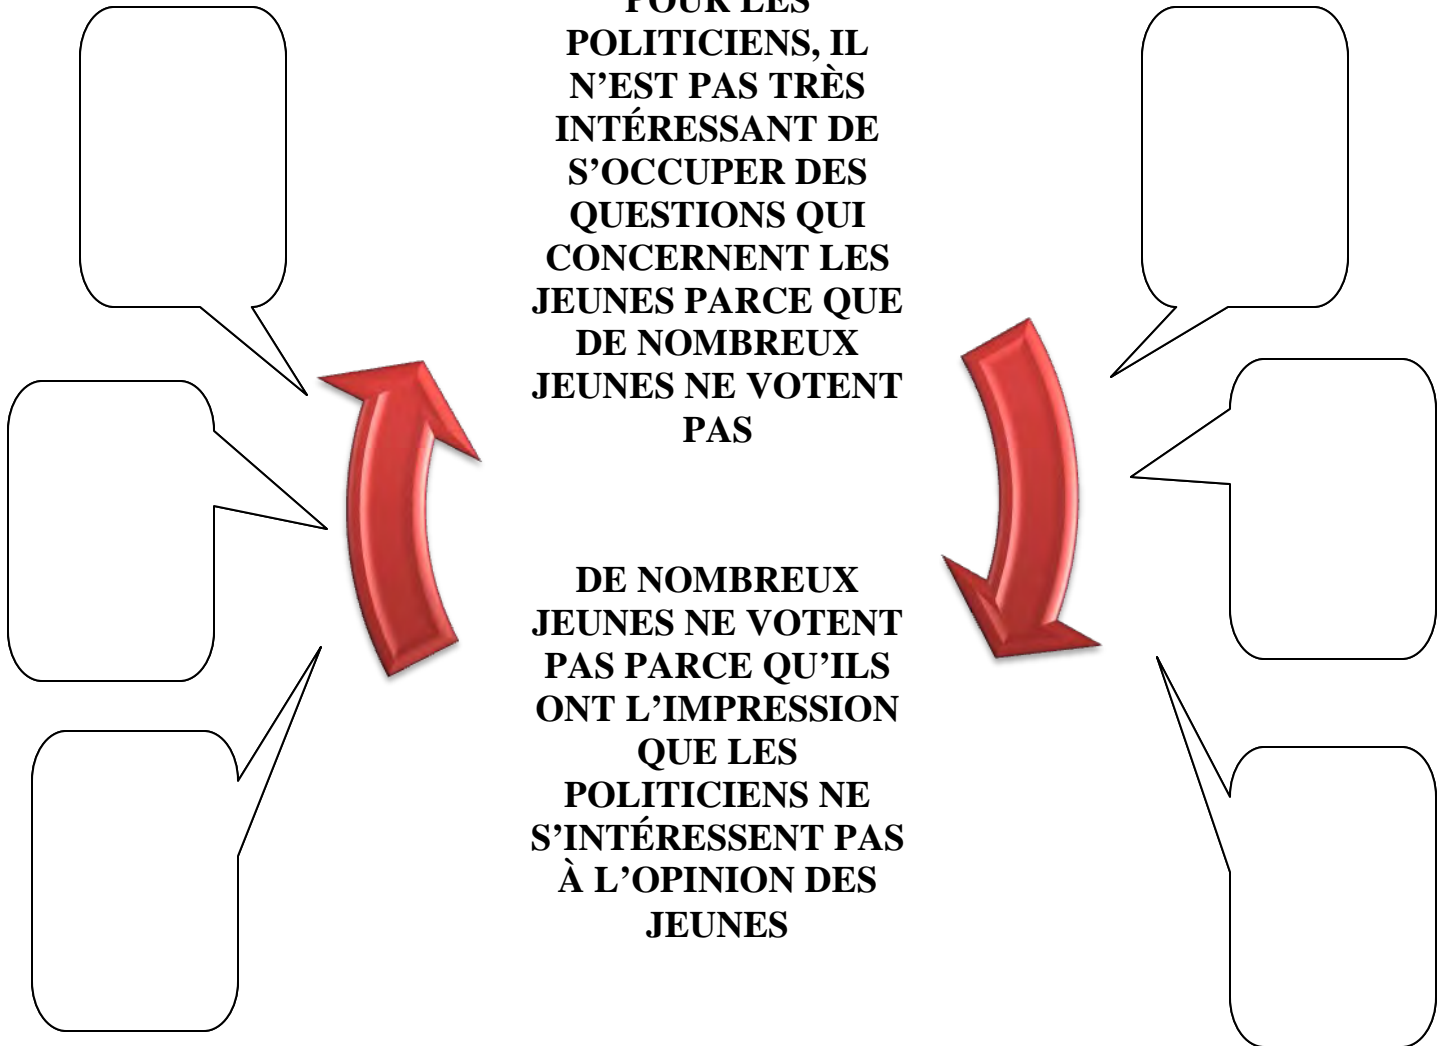 POUR LES
POLITICIENS, IL
N’EST PAS TRÈS
INTÉRESSANT DE
S’OCCUPER DES
QUESTIONS QUI
CONCERNENT LES
JEUNES PARCE QUE
DE NOMBREUX
JEUNES NE VOTENT
PAS
DE NOMBREUX
JEUNES NE VOTENT
PAS PARCE QU’ILS
ONT L’IMPRESSION
QUE LES
POLITICIENS NE
S’INTÉRESSENT PAS
À L’OPINION DES
JEUNES